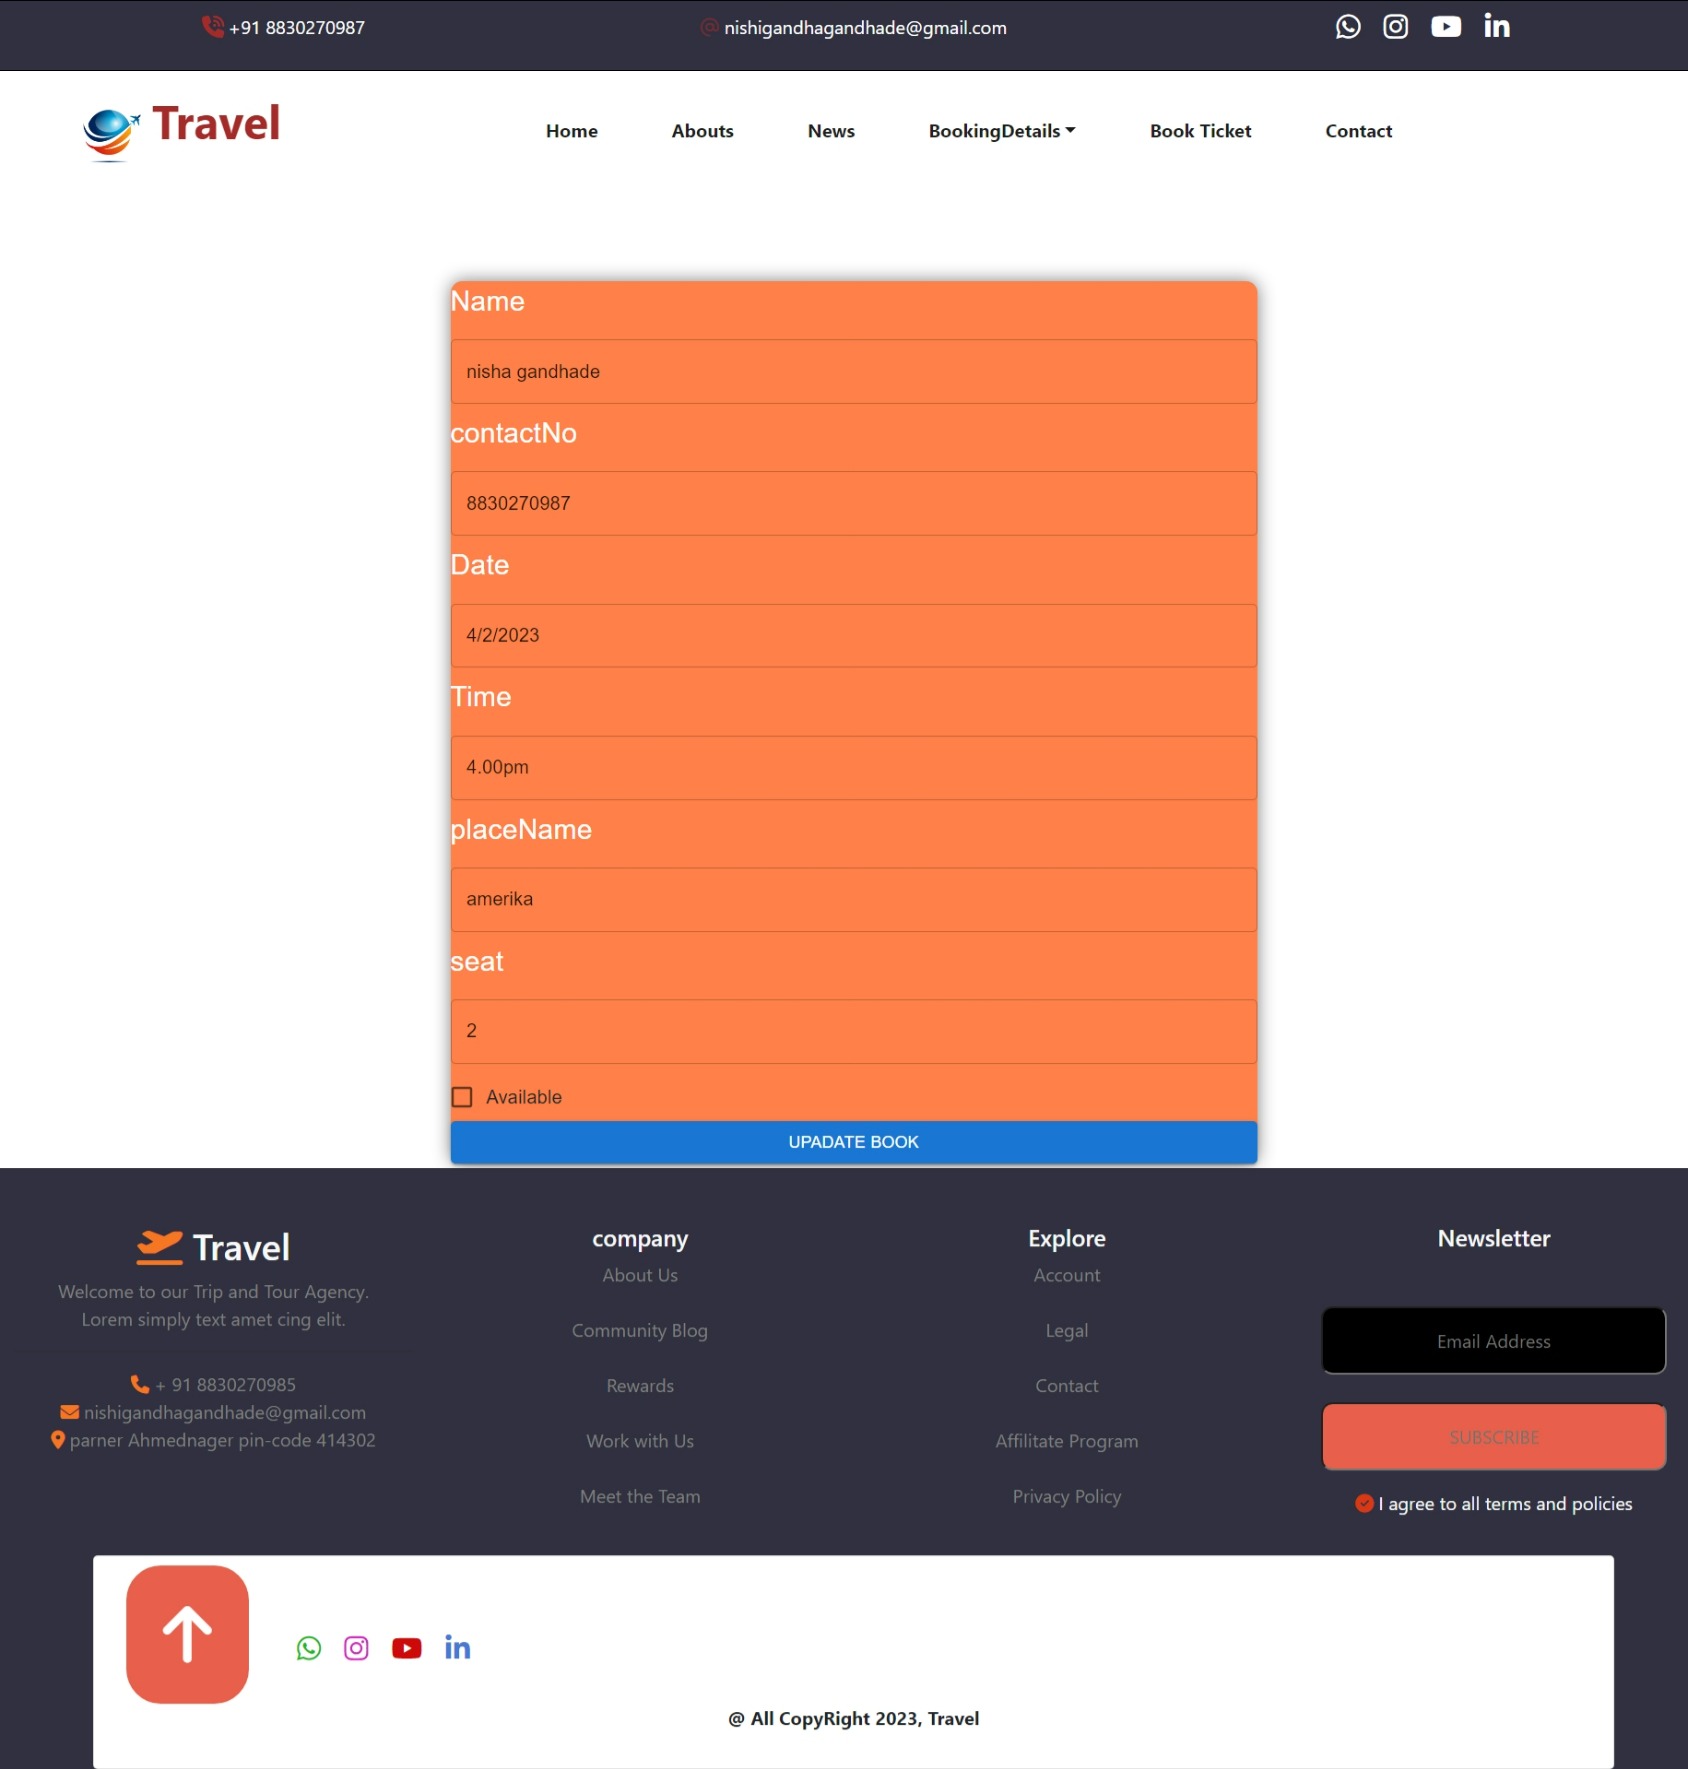 +91 8830270987
nishigandhagandhade@gmail.com
Travel
Home
Abouts
News
BookingDetails
Book Ticket
Contact
Name
nisha gandhade
contactNo
8830270987
Date
4/2/2023
Time
4.00pm
placeName
amerika
seat
2
Available
UPADATE BOOK
Travel
Welcome to our Trip and Tour Agency.
Lorem simply text amet cing elit.
+ 91 8830270985
nishigandhagandhade@gmail.com
parner Ahmednager pin-code 414302
company
About Us
Community Blog
Rewards
Work with Us
Meet the Team
Explore
Account
Legal
Contact
Affilitate Program
Privacy Policy
Newsletter
Email Address
SUBSCRIBE
I agree to all terms and policies
@ All CopyRight 2023, Travel